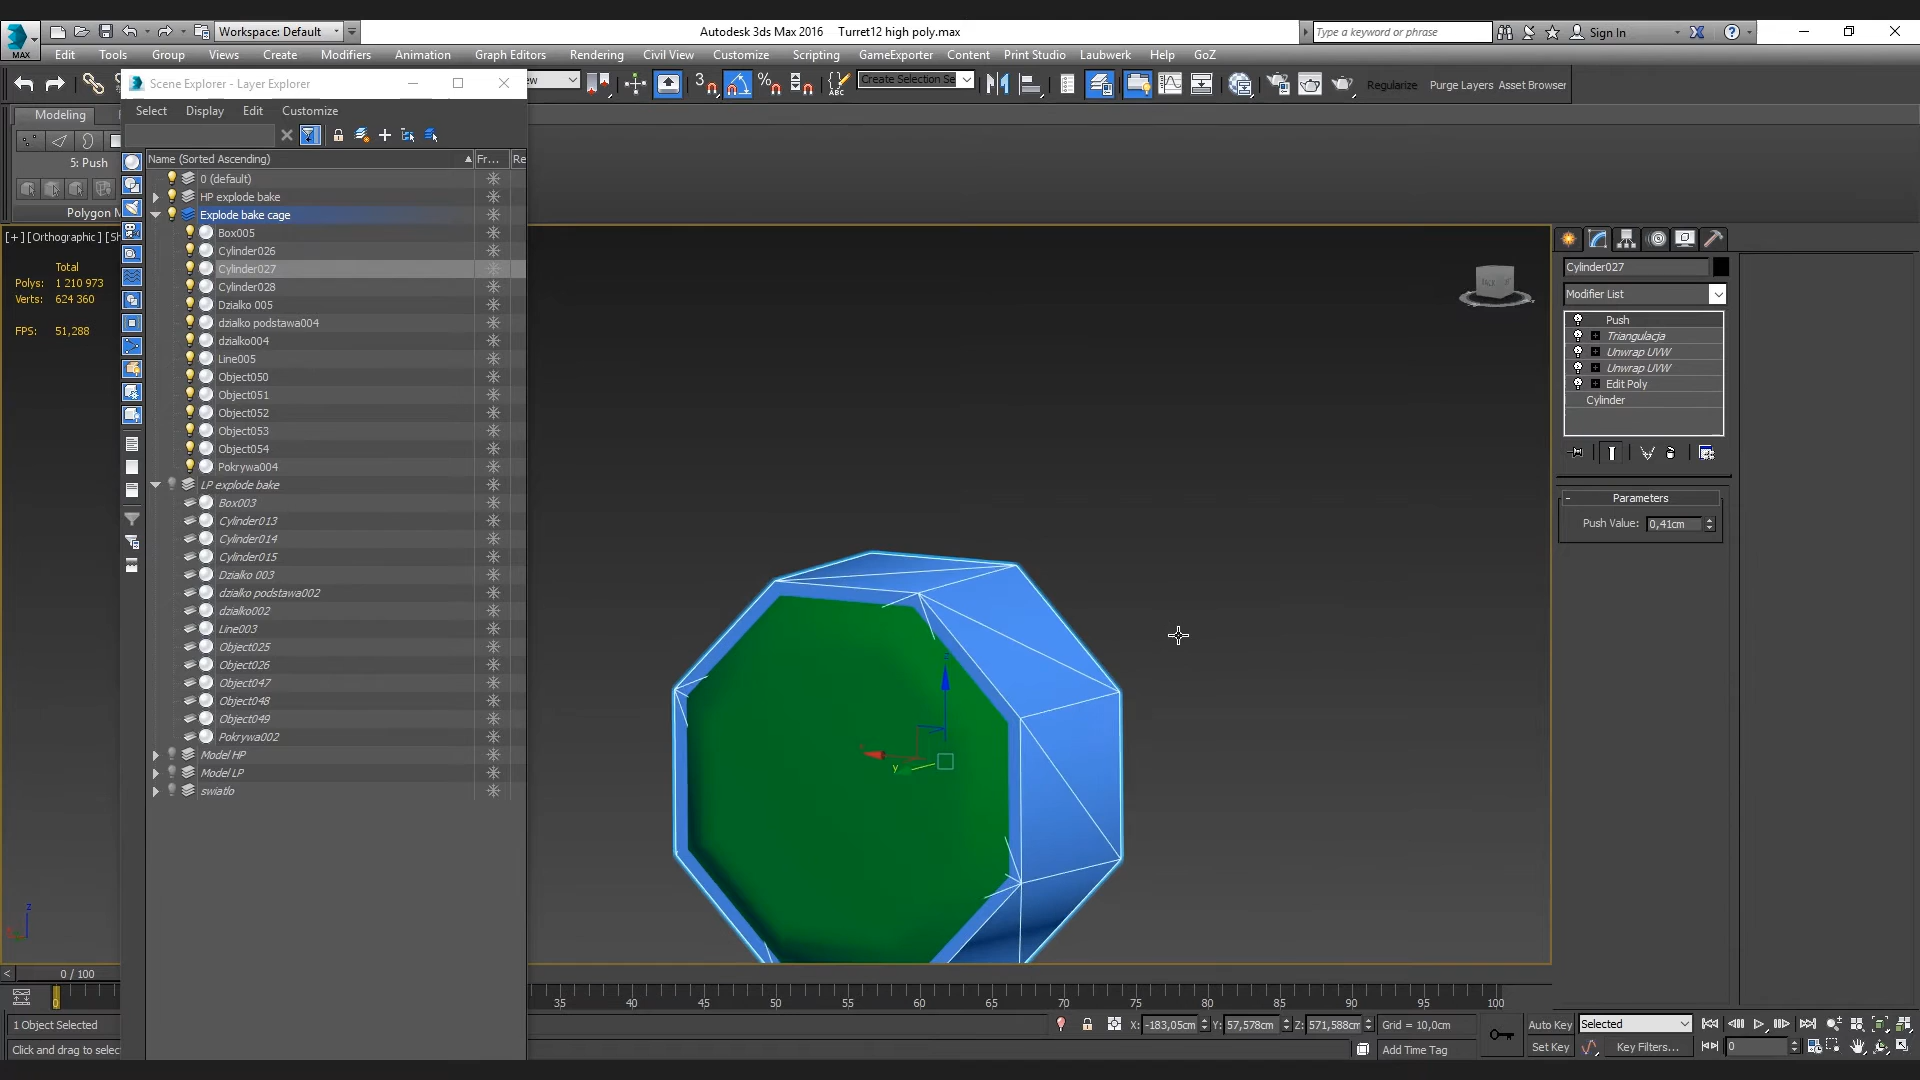 MAX
Workspace: Default
Autodesk 3ds Max 2016
Turret12 high poly.max
Type a keyword or phrase
Sign In
Edit
Tools
Group
Views
Create
Modifiers
Animation
Graph Editors
Rendering
Civil View
Customize
Scripting
GameExporter
Content
Print Studio
Laubwerk
Help
GoZ
Create Selection Se
Regularize
Purge Layers
Asset Browser
Scene Explorer - Layer Explorer
Select
Display
Edit
Customize
Modeling
5: Push
Polygon M
Name (Sorted Ascending)
Fr...
Re
0 (default)
HP explode bake
Explode bake cage
Box005
Cylinder026
Cylinder027
Cylinder028
Dzialko 005
dzialko podstawa004
dzialko004
Line005
Object050
Object051
Object052
Object053
Object054
Pokrywa004
LP explode bake
Box003
Cylinder013
Cylinder014
Cylinder015
Dzialko 003
dzialko podstawa002
dzialko002
Line003
Object025
Object026
Object047
Object048
Object049
Pokrywa002
Model HP
Model LP
swiatlo
[+] [Orthographic] [Sh
Total
Polys: 1 210 973
Verts: 624 360
FPS: 51,288
Cylinder027
Modifier List
Push
Triangulacja
Unwrap UVW
Unwrap UVW
Edit Poly
Cylinder
Parameters
Push Value: 0,41cm
y
z
0 / 100
0
35 40 45 50 55 60 65 70 75 80 85 90 95 100
1 Object Selected
Click and drag to selec
X: -183,05cm
Y: 57,578cm
Z: 571,588cm
Grid = 10,0cm
Add Time Tag
Auto Key
Selected
Set Key
Key Filters...
0